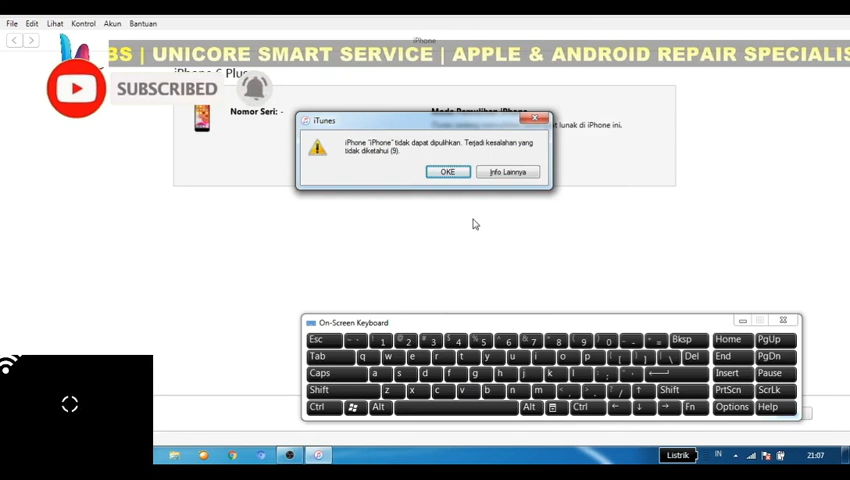 File Edit Lihat Kontrol Akun Bantuan
iPhone
BS | UNICORE SMART SERVICE | APPLE & ANDROID REPAIR SPECIALIS
SUBSCRIBED
iPhone 6 Plus
Nomor Seri: -
Mode Pemulihan iPhone
lunak di iPhone ini.
iTunes
iPhone "iPhone" tidak dapat dipulihkan. Terjadi kesalahan yang
tidak diketahui (9).
OKE Info Lainnya
On-Screen Keyboard
Esc ~ ` ! 1 @ 2 # 3 $ 4 % 5 ^ 6 & 7 * 8 ( 9 ) 0 _ - + = Bksp Home PgUp
Tab q w e r t y u i o p { [ } ] | \ Del End PgDn
Caps a s d f g h j k l : ; " ' Insert Pause
Shift z x c v b n m < , > . ? / Shift PrtScn ScrLk
Ctrl Alt Alt Ctrl Fn Options Help
Listrik IN 21:07